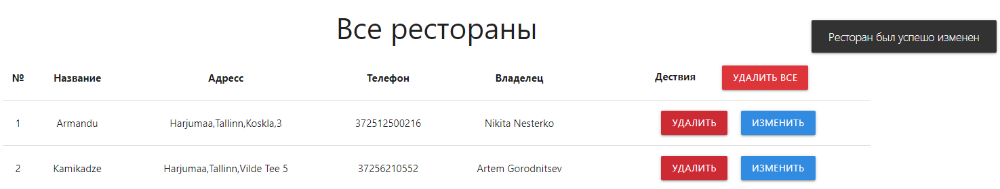 Все рестораны
Ресторан был успешо изменен
№ Название Адресс Телефон Владелец Дествия УДАЛИТЬ ВСЕ
1 Armandu Harjumaa,Tallinn,Koskla,3 372512500216 Nikita Nesterko УДАЛИТЬ ИЗМЕНИТЬ
2 Kamikadze Harjumaa,Tallinn,Vilde Tee 5 37256210552 Artem Gorodnitsev УДАЛИТЬ ИЗМЕНИТЬ